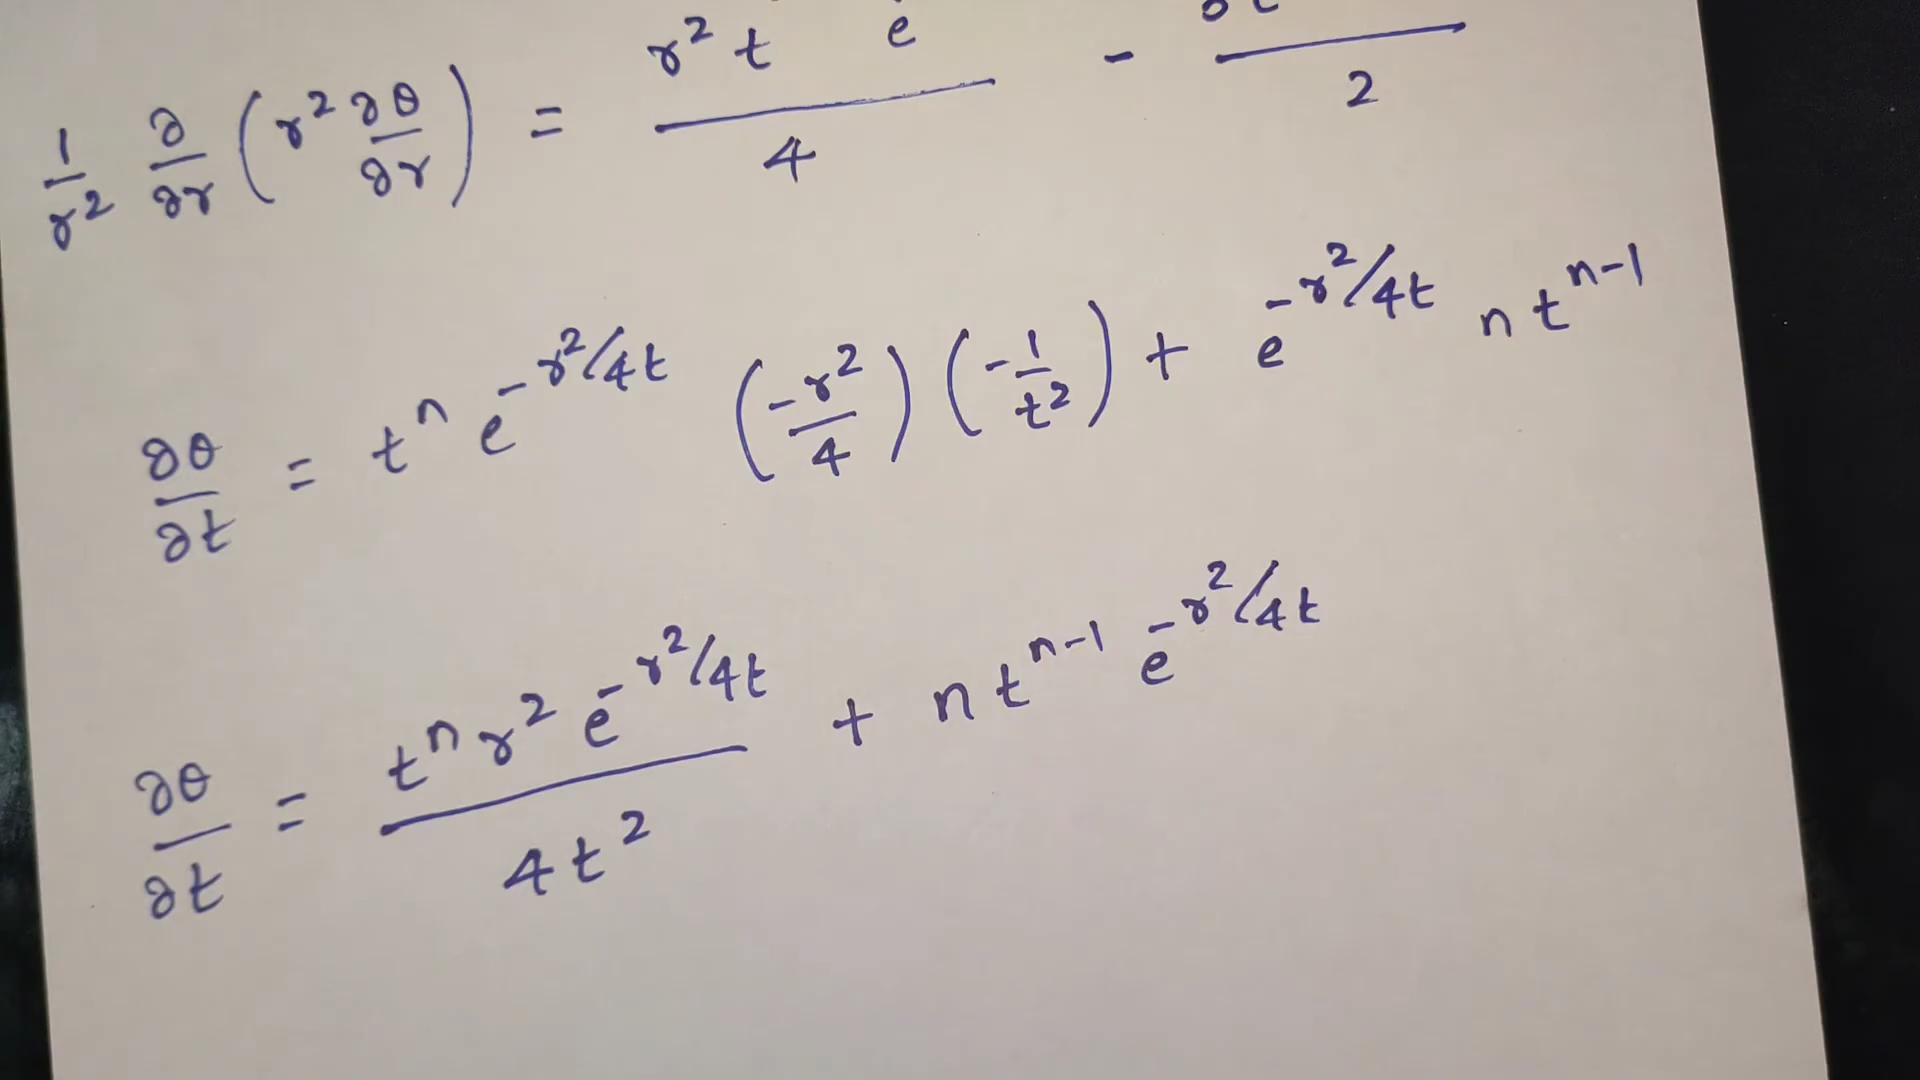 1/r² ∂/∂r (r² ∂θ/∂r) = r² t e / 4 - / 2
∂θ/∂t = tⁿ e^(-r²/4t) (-r²/4) (-1/t²) + e^(-r²/4t) n t^(n-1)
∂θ/∂t = tⁿ r² e^(-r²/4t) / 4t² + n t^(n-1) e^(-r²/4t)